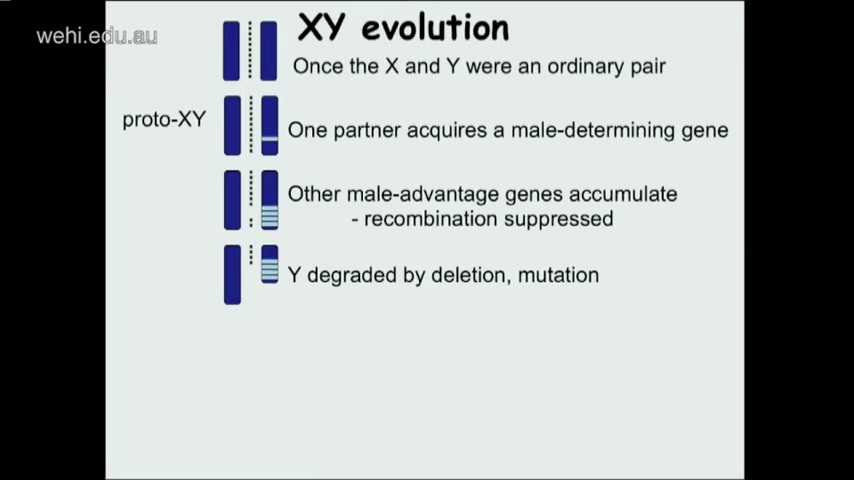 wehi.edu.au
XY evolution
Once the X and Y were an ordinary pair
proto-XY
One partner acquires a male-determining gene
Other male-advantage genes accumulate
- recombination suppressed
Y degraded by deletion, mutation